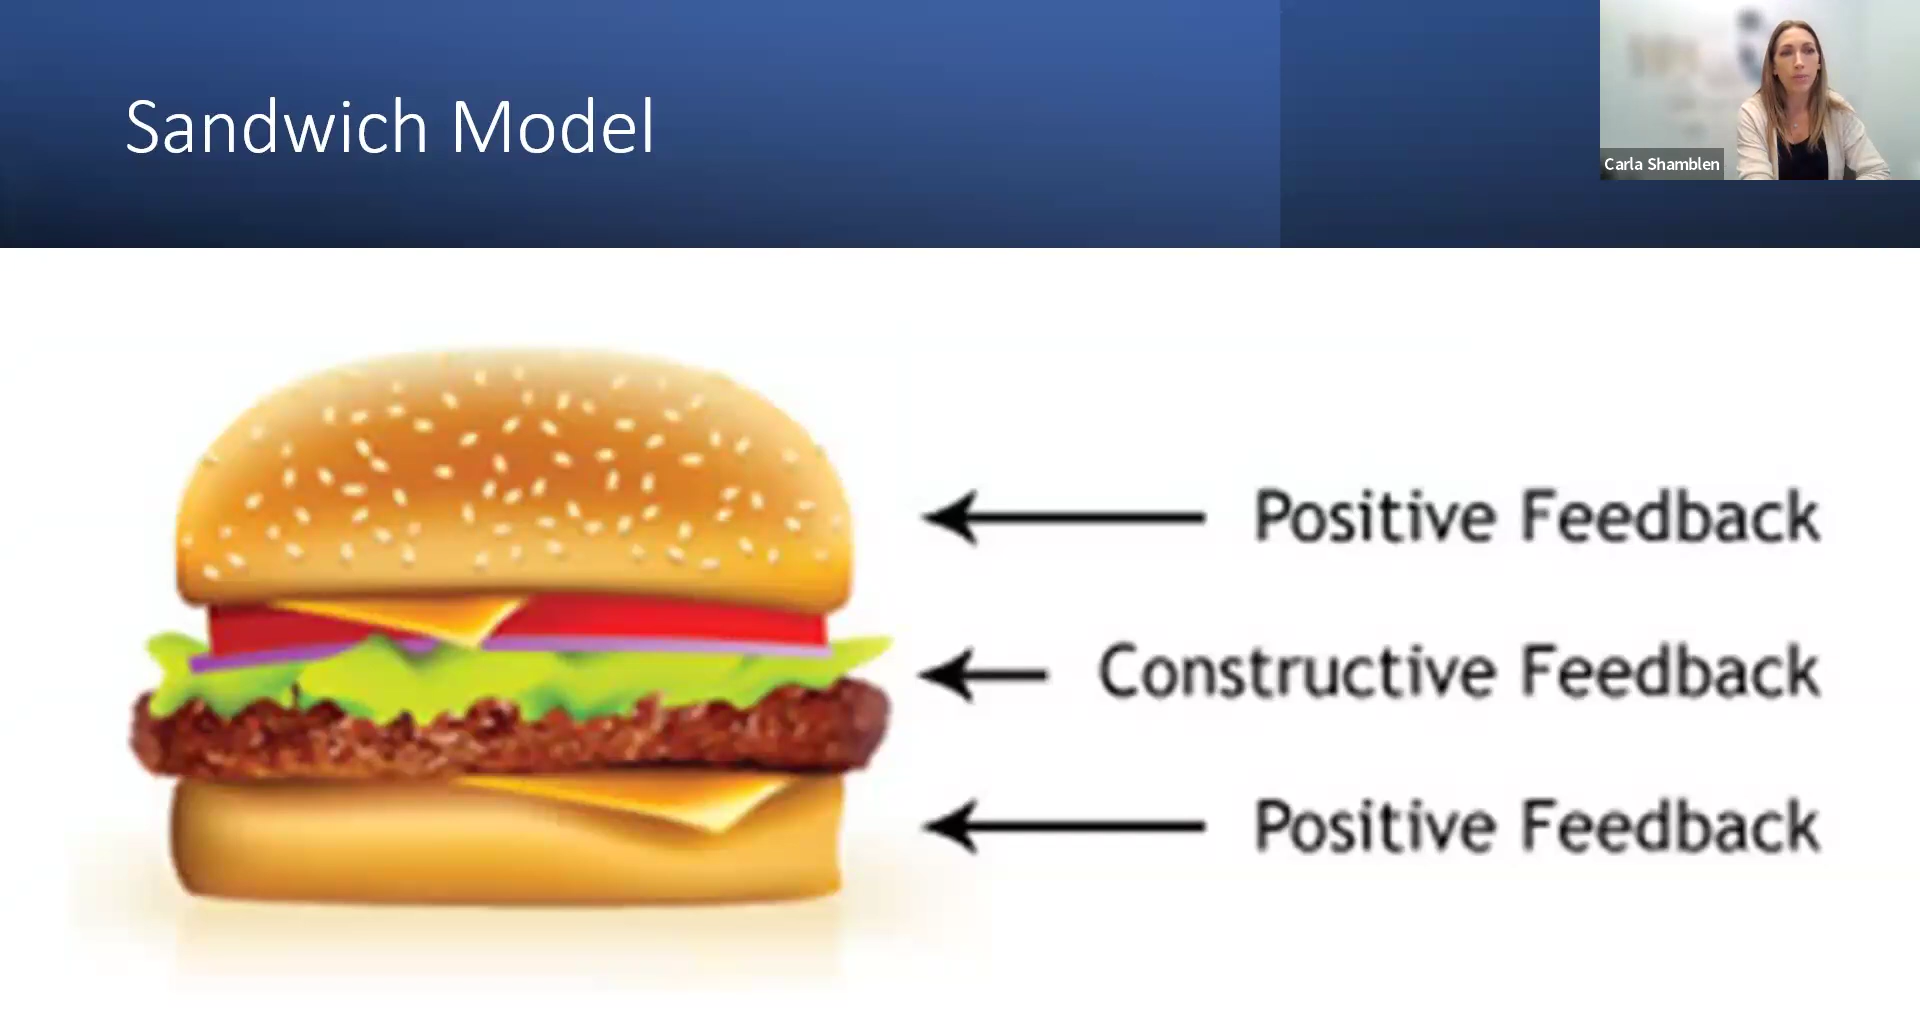 Sandwich Model
Carla Shamblen
Positive Feedback
Constructive Feedback
Positive Feedback